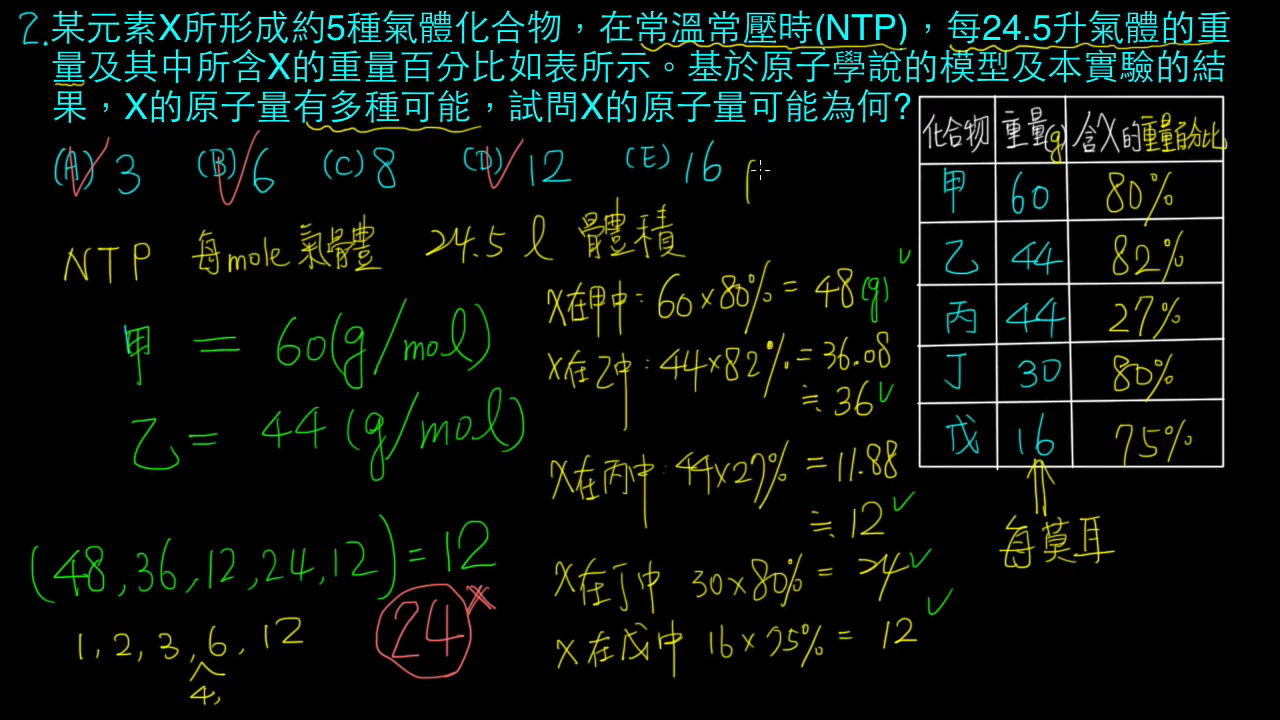 2.某元素X所形成約5種氣體化合物，在常溫常壓時(NTP)，每24.5升氣體的重
量及其中所含X的重量百分比如表所示。基於原子學說的模型及本實驗的結
果，X的原子量有多種可能，試問X的原子量可能為何?
(A) 3 (B) 6 (C) 8 (D) 12 (E) 16
化合物 重量(g) 含X的重量百分比
甲 60 80%
乙 44 82%
丙 44 27%
丁 30 80%
戊 16 75%
每莫耳
NTP 每mole氣體 24.5 l 體積
甲 = 60(g/mol)
乙 = 44(g/mol)
X在甲中: 60×80% = 48(g)
X在乙中: 44×82% = 36.08
≒ 36
X在丙中: 44×27% = 11.88
≒ 12
X在丁中 30×80% = 24
X在戊中 16×75% = 12
(48,36,12,24,12) = 12
1, 2, 3, 6, 12
4,
24